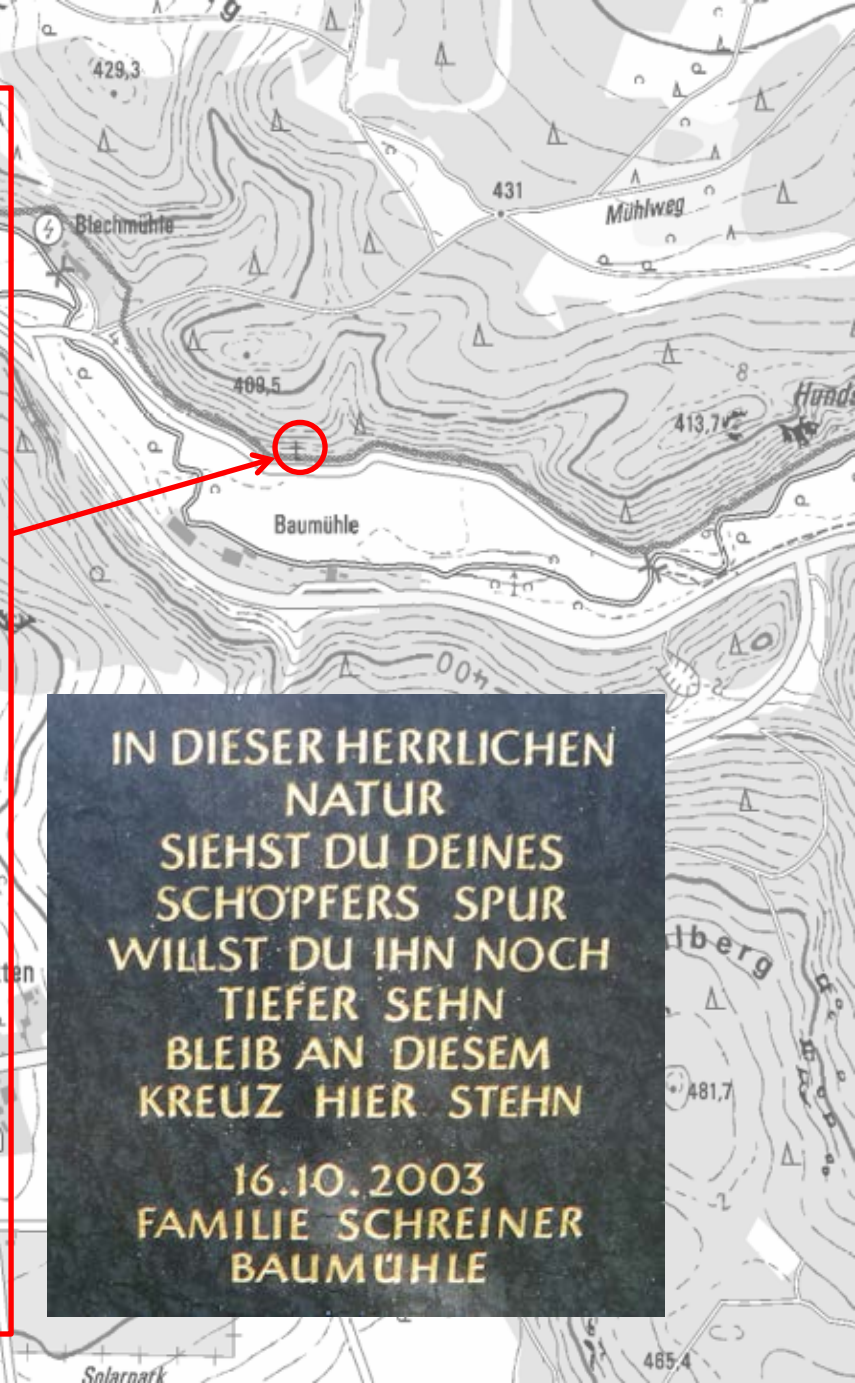 429,3
Blechmühle
431
Mühlweg
409,5
413,7
Hunds
8
Baumühle
400
IN DIESER HERRLICHEN
NATUR
SIEHST DU DEINES
SCHÖPFERS SPUR
WILLST DU IHN NOCH
TIEFER SEHN
BLEIB AN DIESEM
KREUZ HIER STEHN
16.10.2003
FAMILIE SCHREINER
BAUMÜHLE
lberg
ten
481,7
465,4
Solarpark